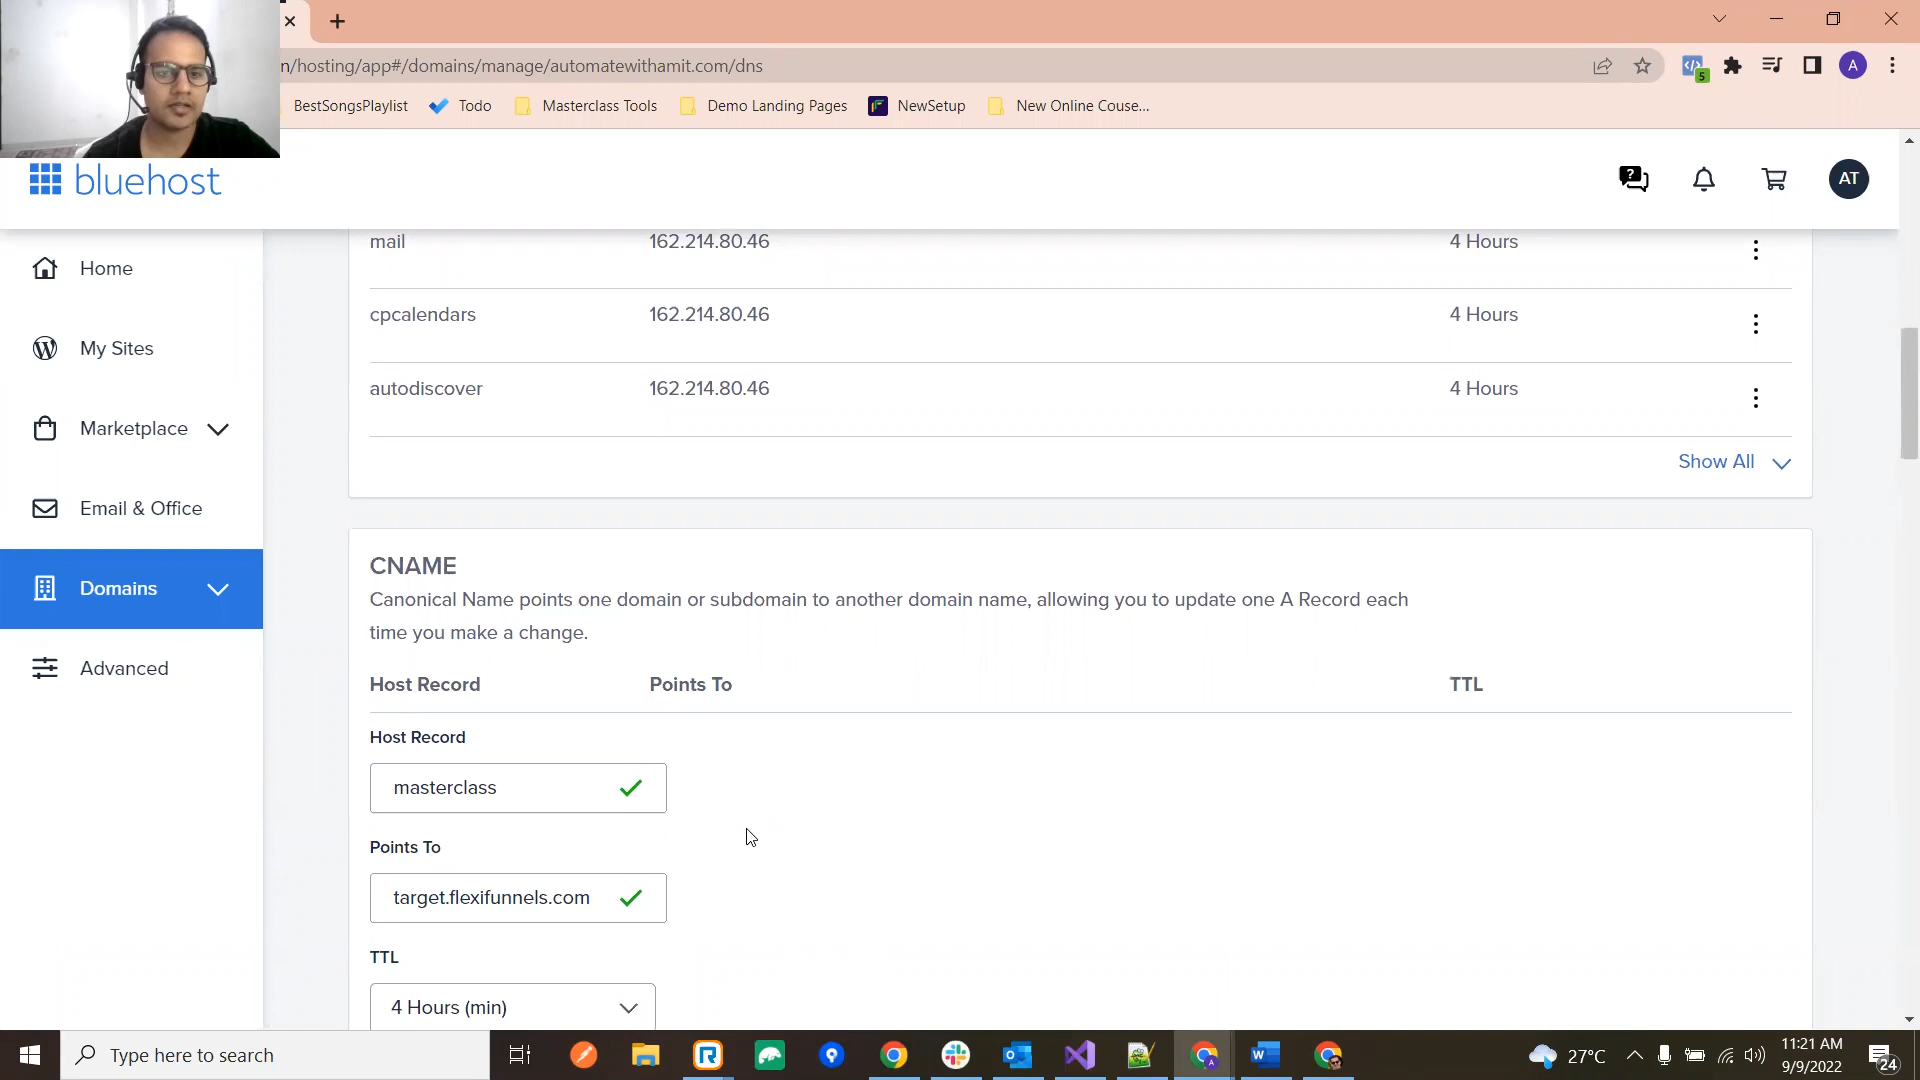 n/hosting/app#/domains/manage/automatewithamit.com/dns
5
A
BestSongsPlaylist
Todo
Masterclass Tools
Demo Landing Pages
NewSetup
New Online Couse...
bluehost
AT
Home
My Sites
Marketplace
Email & Office
Domains
Advanced
mail 162.214.80.46 4 Hours
cpcalendars 162.214.80.46 4 Hours
autodiscover 162.214.80.46 4 Hours
Show All
CNAME
Canonical Name points one domain or subdomain to another domain name, allowing you to update one A Record each
time you make a change.
Host Record Points To TTL
Host Record
masterclass
Points To
target.flexifunnels.com
TTL
4 Hours (min)
Type here to search
27°C
11:21 AM
9/9/2022
24